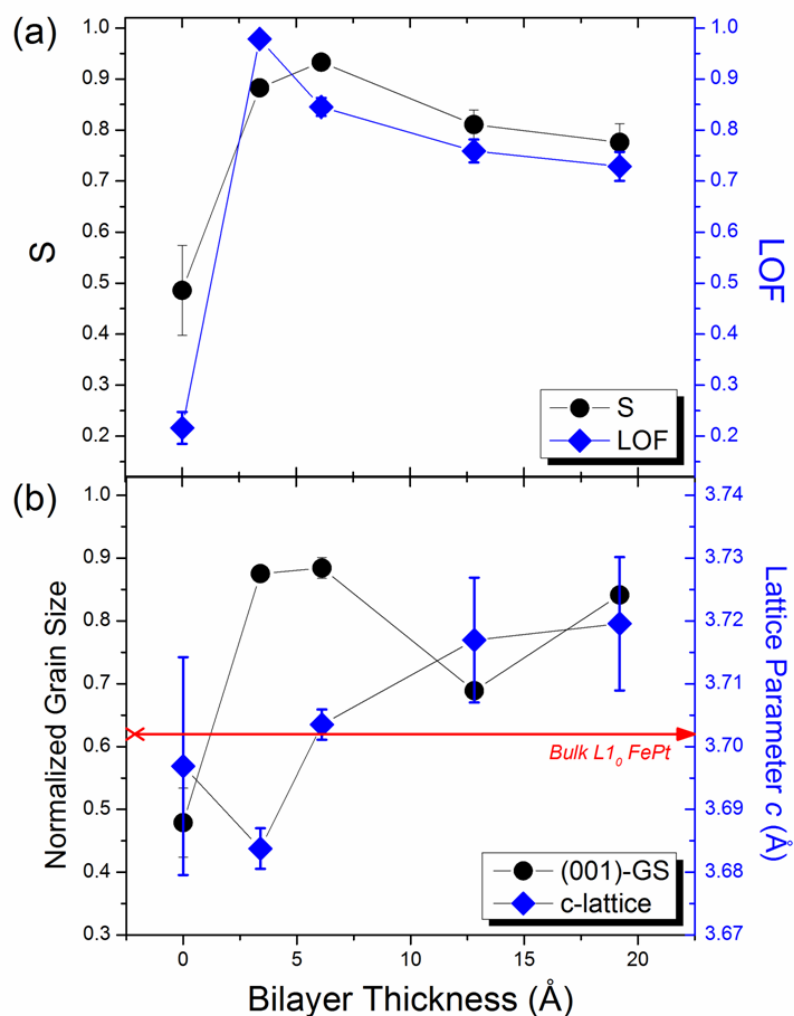 (a)
1.0
0.9
0.8
0.7
0.6
0.5
0.4
0.3
0.2
S
1.0
0.9
0.8
0.7
0.6
0.5
0.4
0.3
0.2
LOF
S
LOF
(b)
1.0
0.9
0.8
0.7
0.6
0.5
0.4
0.3
Normalized Grain Size
3.74
3.73
3.72
3.71
3.70
3.69
3.68
3.67
Lattice Parameter c (Å)
Bulk L1₀ FePt
(001)-GS
c-lattice
0 5 10 15 20
Bilayer Thickness (Å)